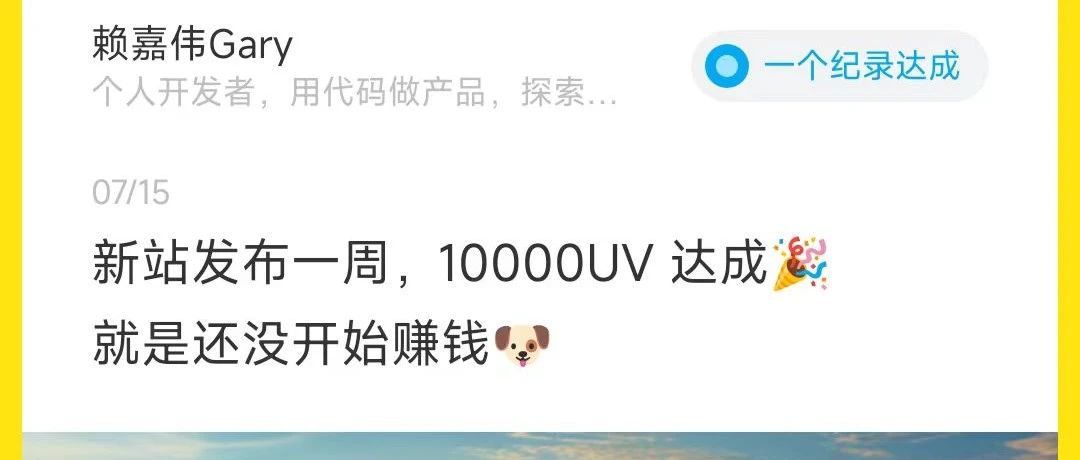 赖嘉伟Gary
个人开发者，用代码做产品，探索...
一个纪录达成
07/15
新站发布一周，10000UV 达成🎉
就是还没开始赚钱🐶